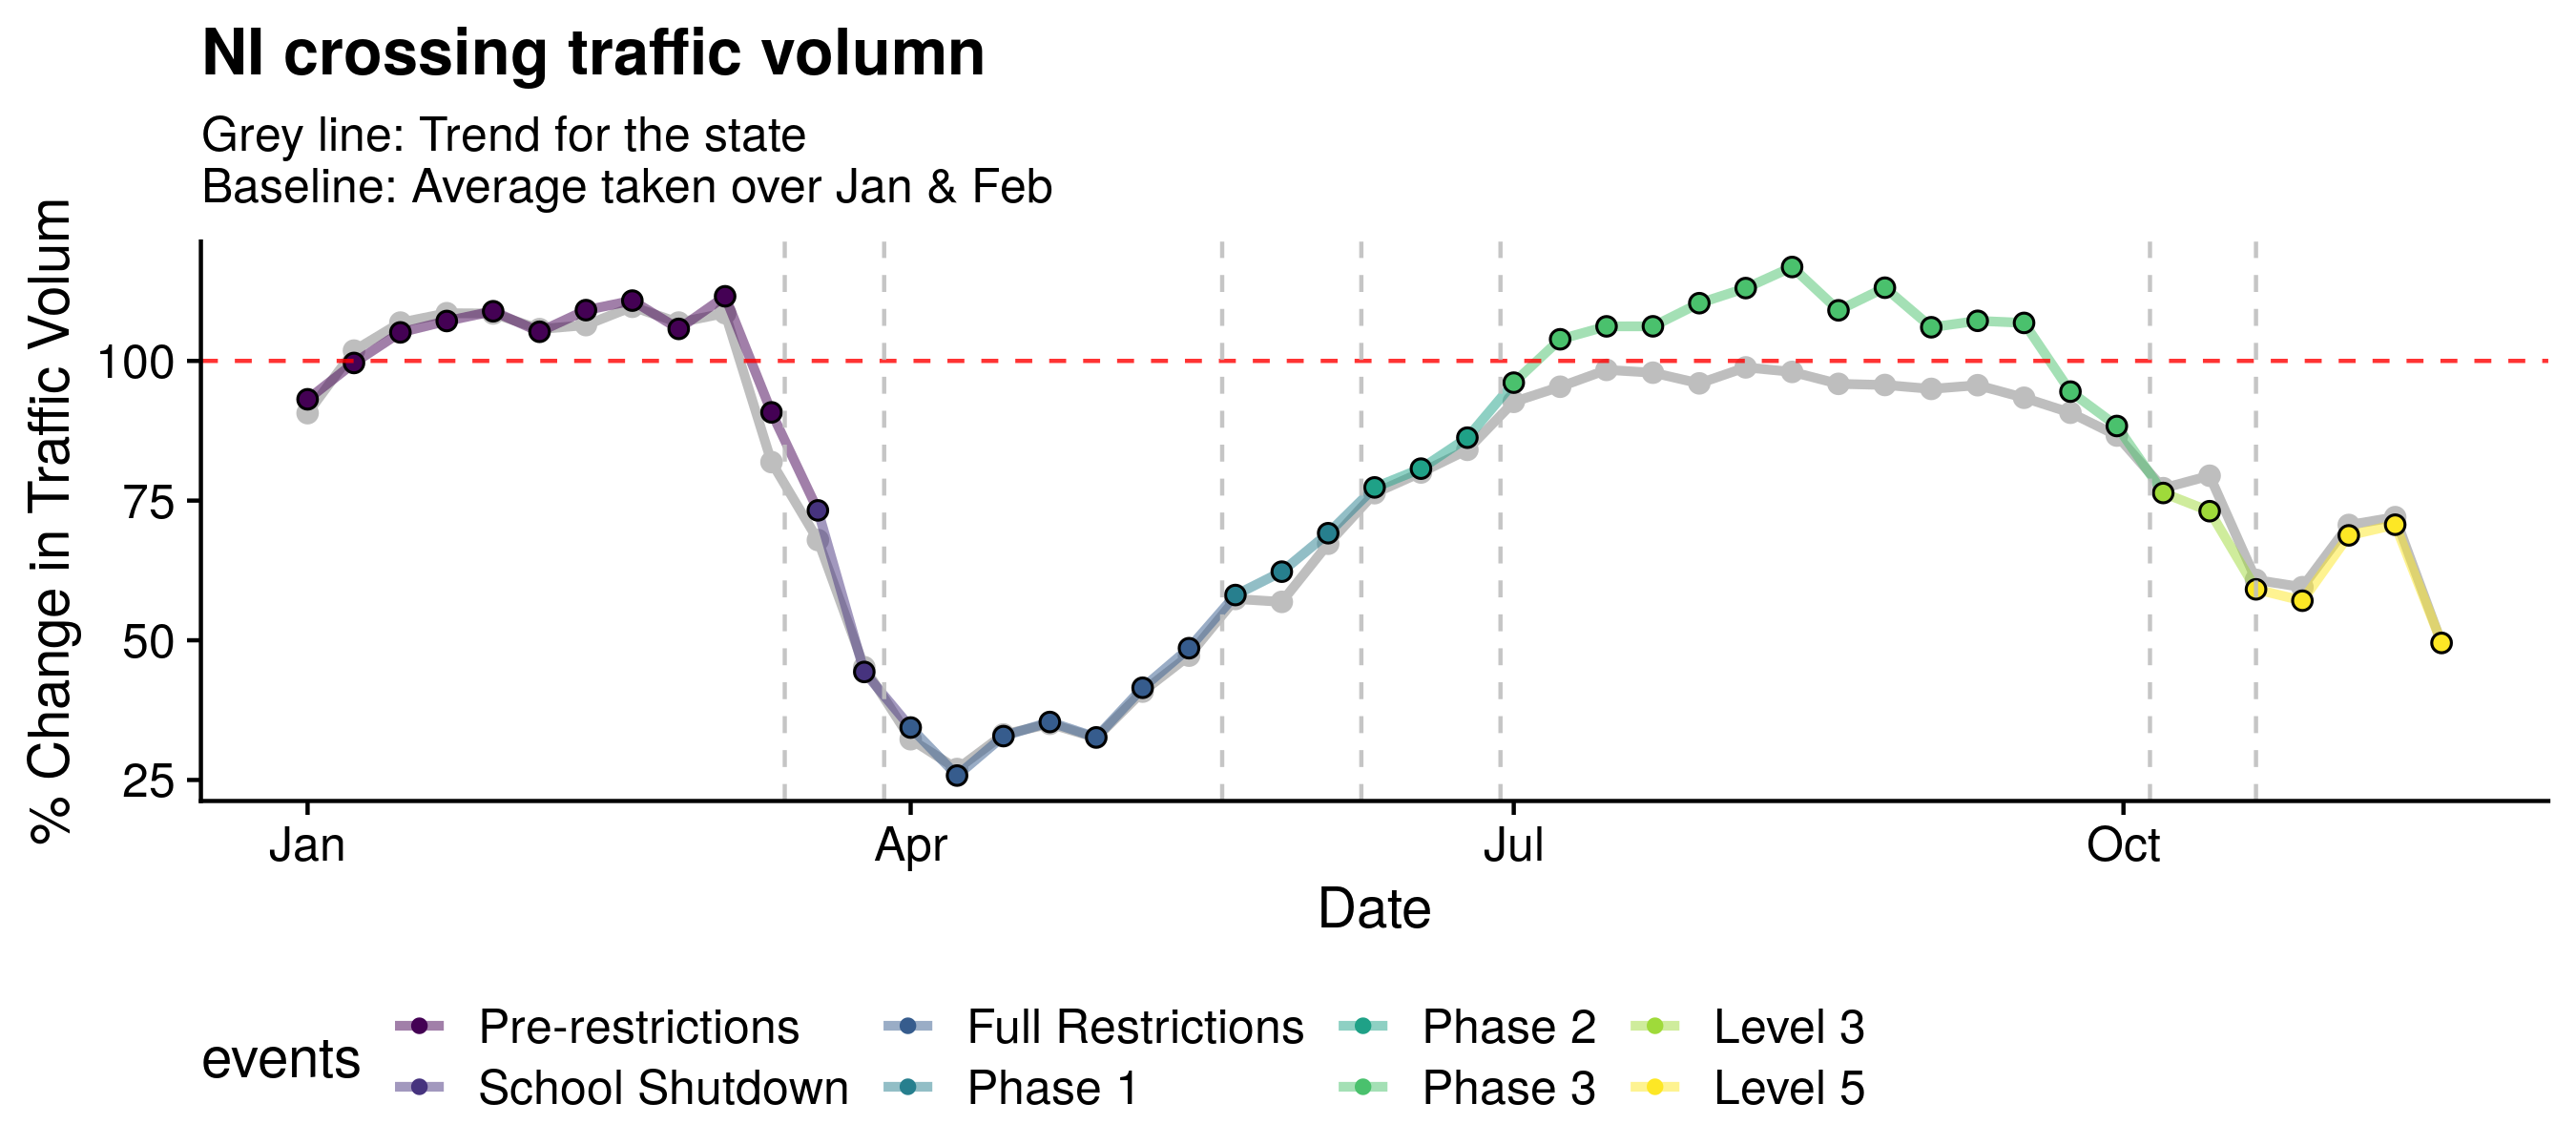 NI crossing traffic volumn
Grey line: Trend for the state
Baseline: Average taken over Jan & Feb
% Change in Traffic Volum
100
75
50
25
Jan Apr Jul Oct
Date
events
Pre-restrictions Full Restrictions Phase 2 Level 3
School Shutdown Phase 1 Phase 3 Level 5